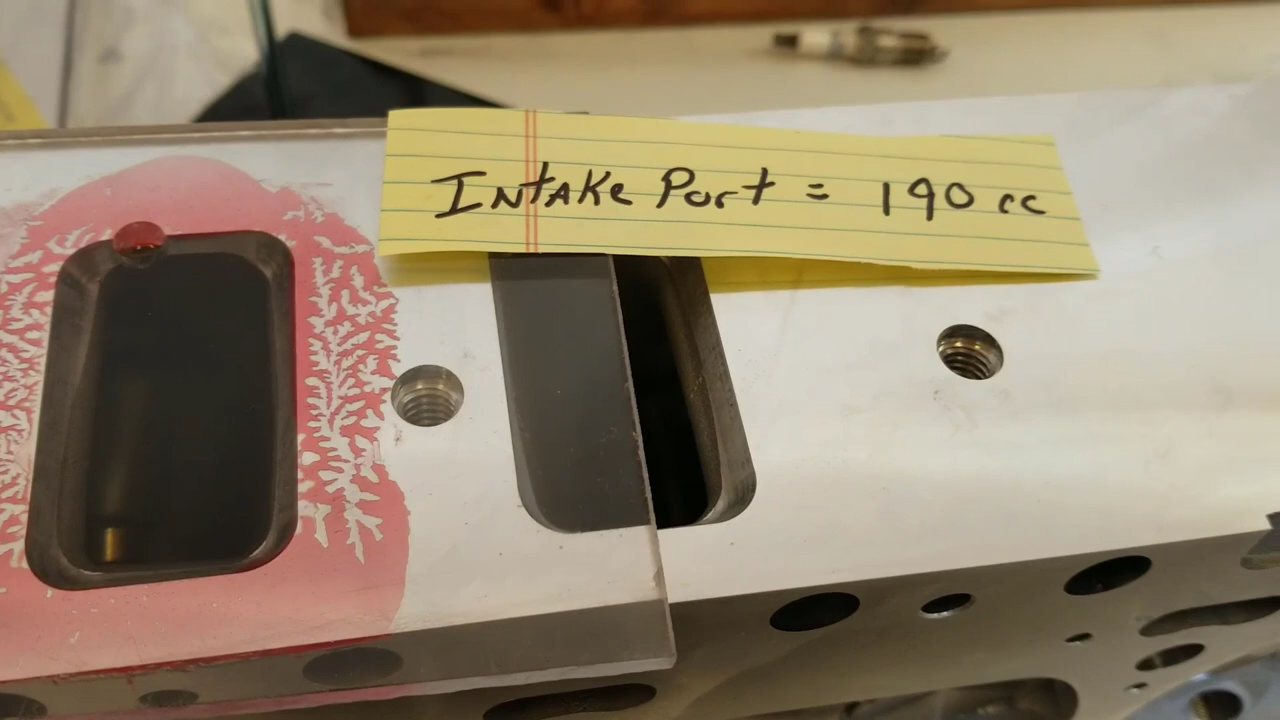 Intake Port = 190 cc